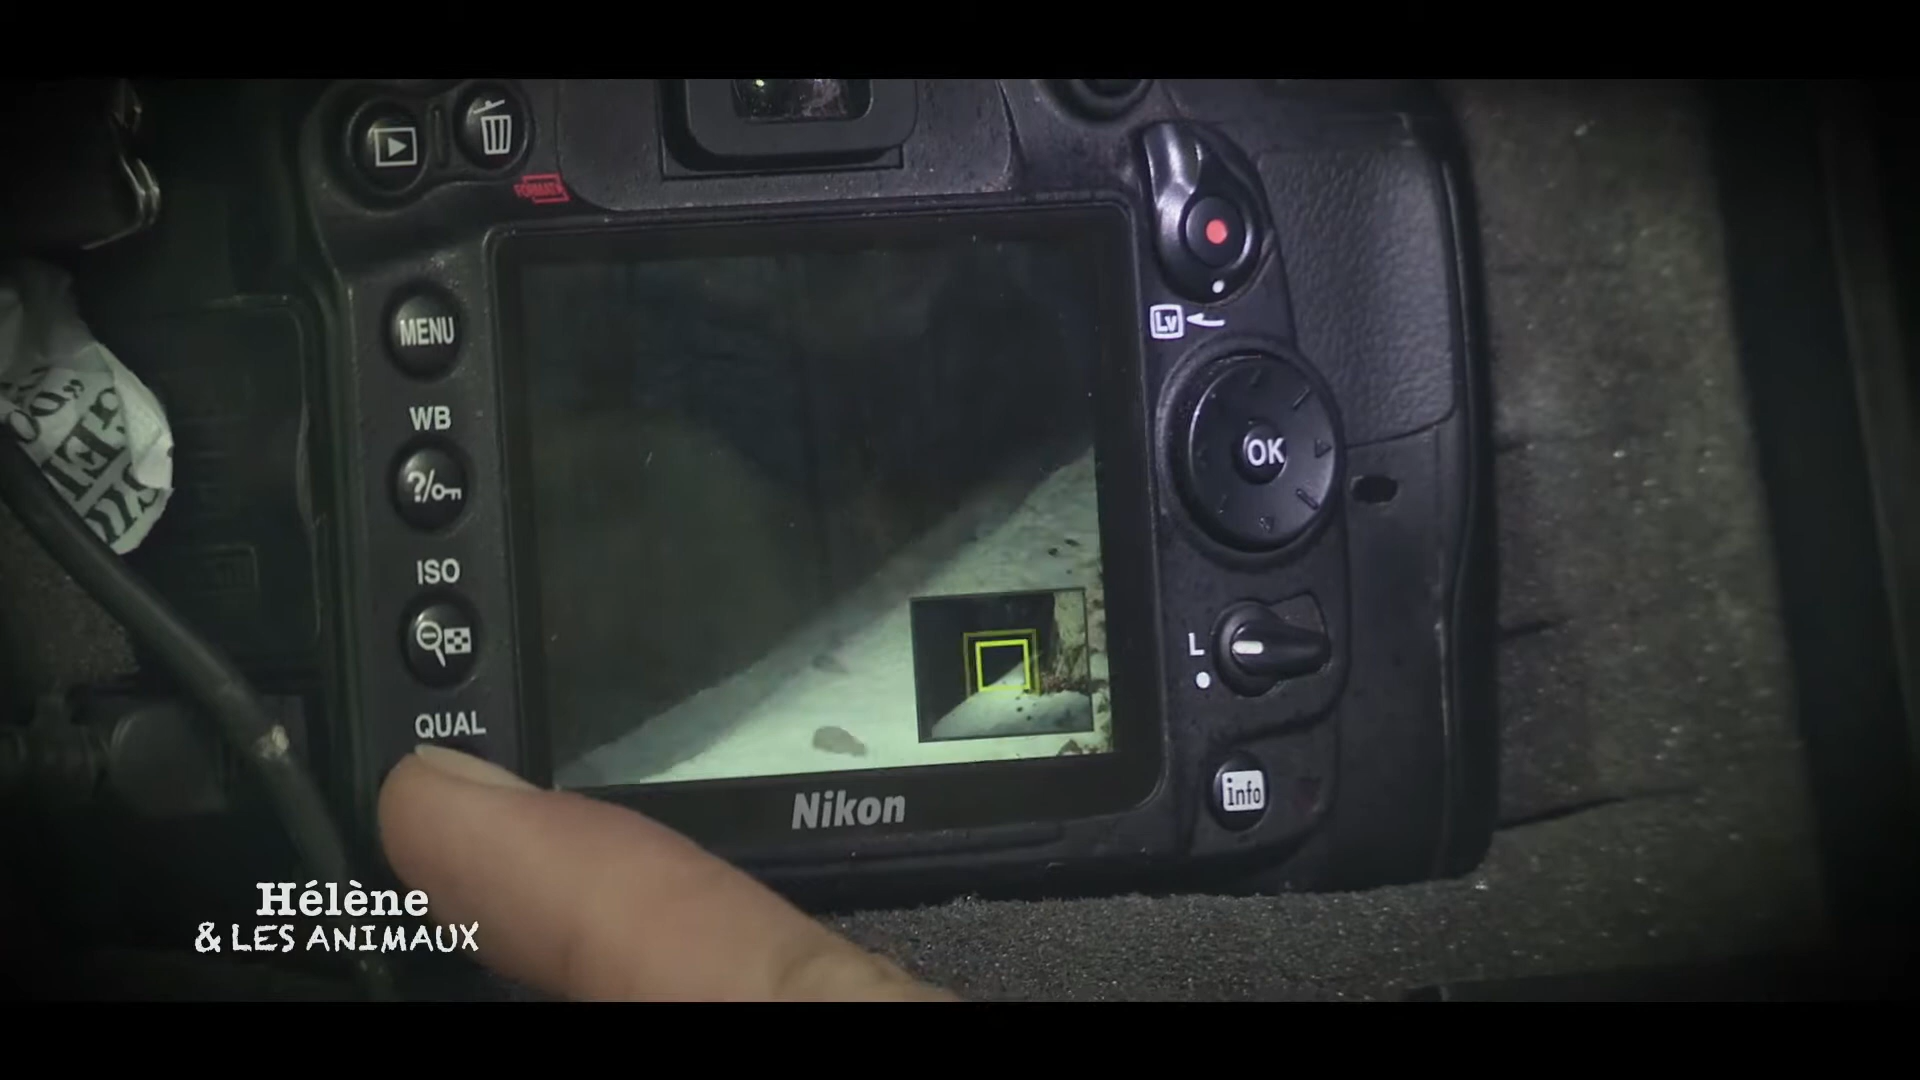 FORMAT
MENU
WB
?
ISO
QUAL
Lv
OK
L
info
Nikon
Hélène
& LES ANIMAUX